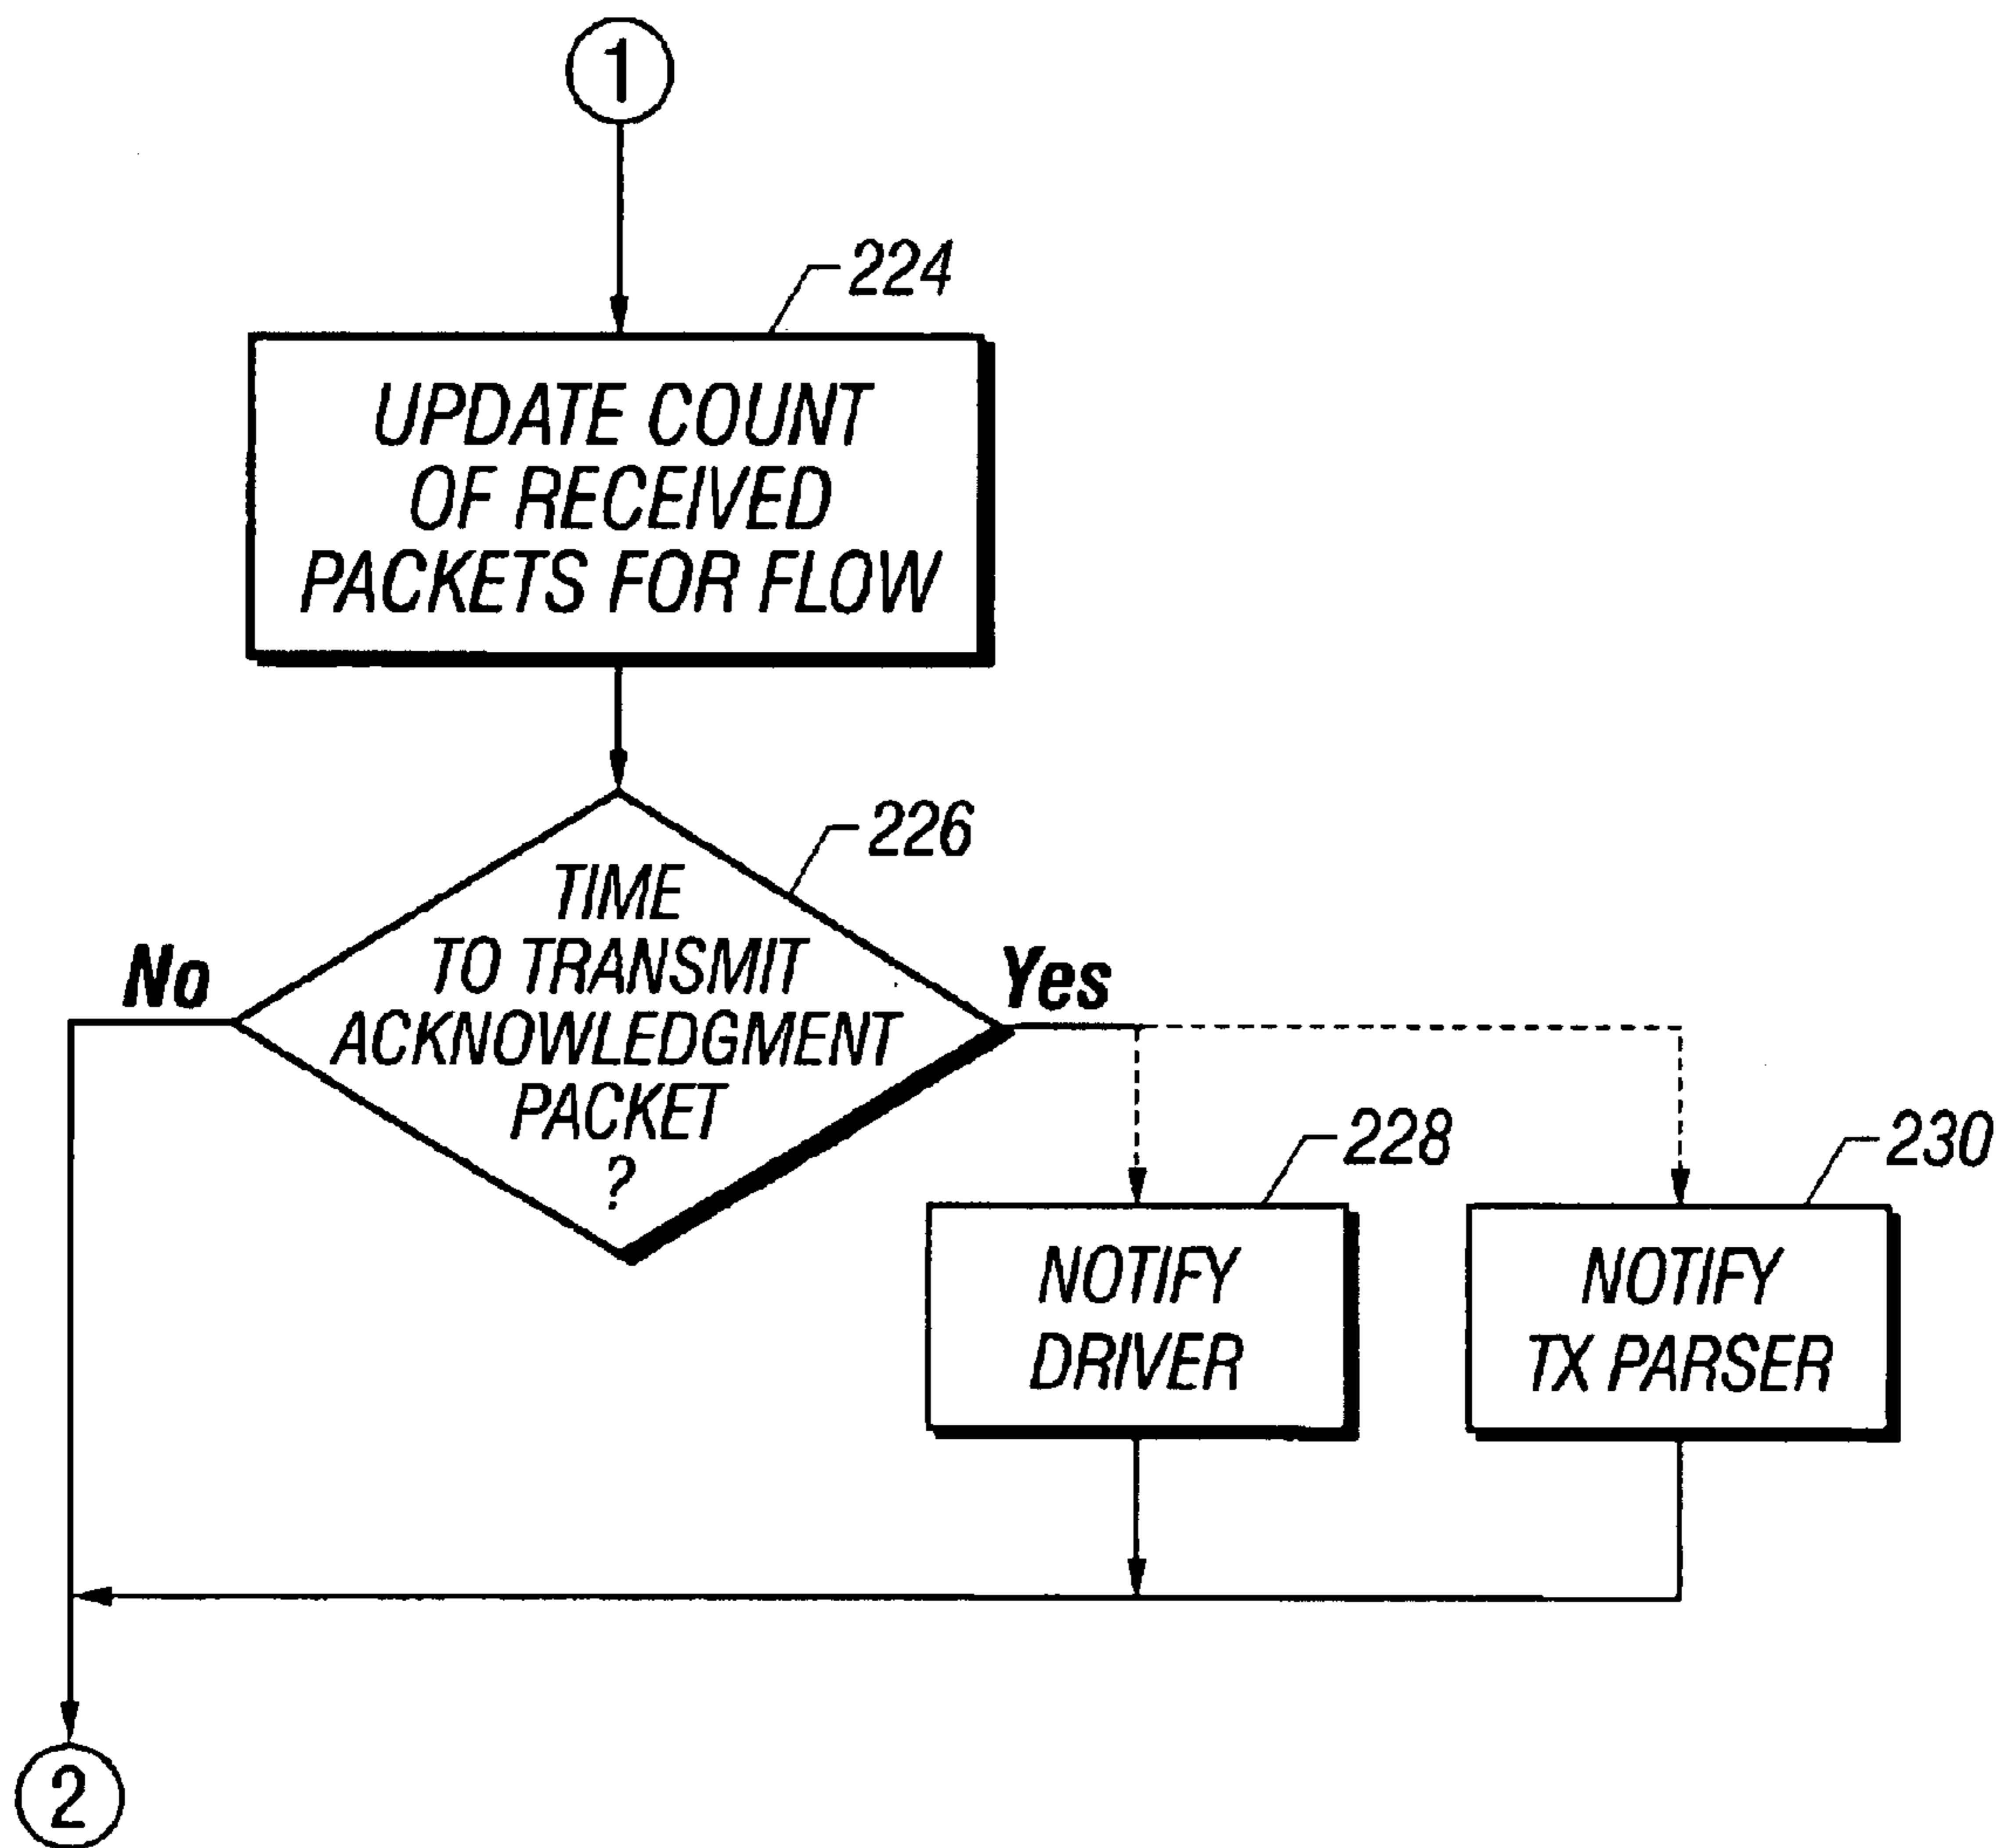 1
224
UPDATE COUNT
OF RECEIVED
PACKETS FOR FLOW
226
TIME
TO TRANSMIT
ACKNOWLEDGMENT
PACKET
?
No
Yes
228
NOTIFY
DRIVER
230
NOTIFY
TX PARSER
2